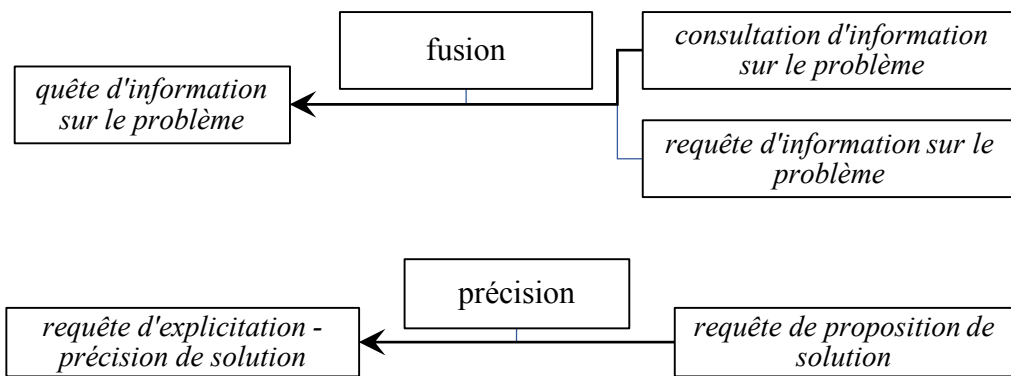 fusion
consultation d'information
sur le problème
quête d'information
sur le problème
requête d'information sur le
problème
précision
requête d'explicitation -
précision de solution
requête de proposition de
solution